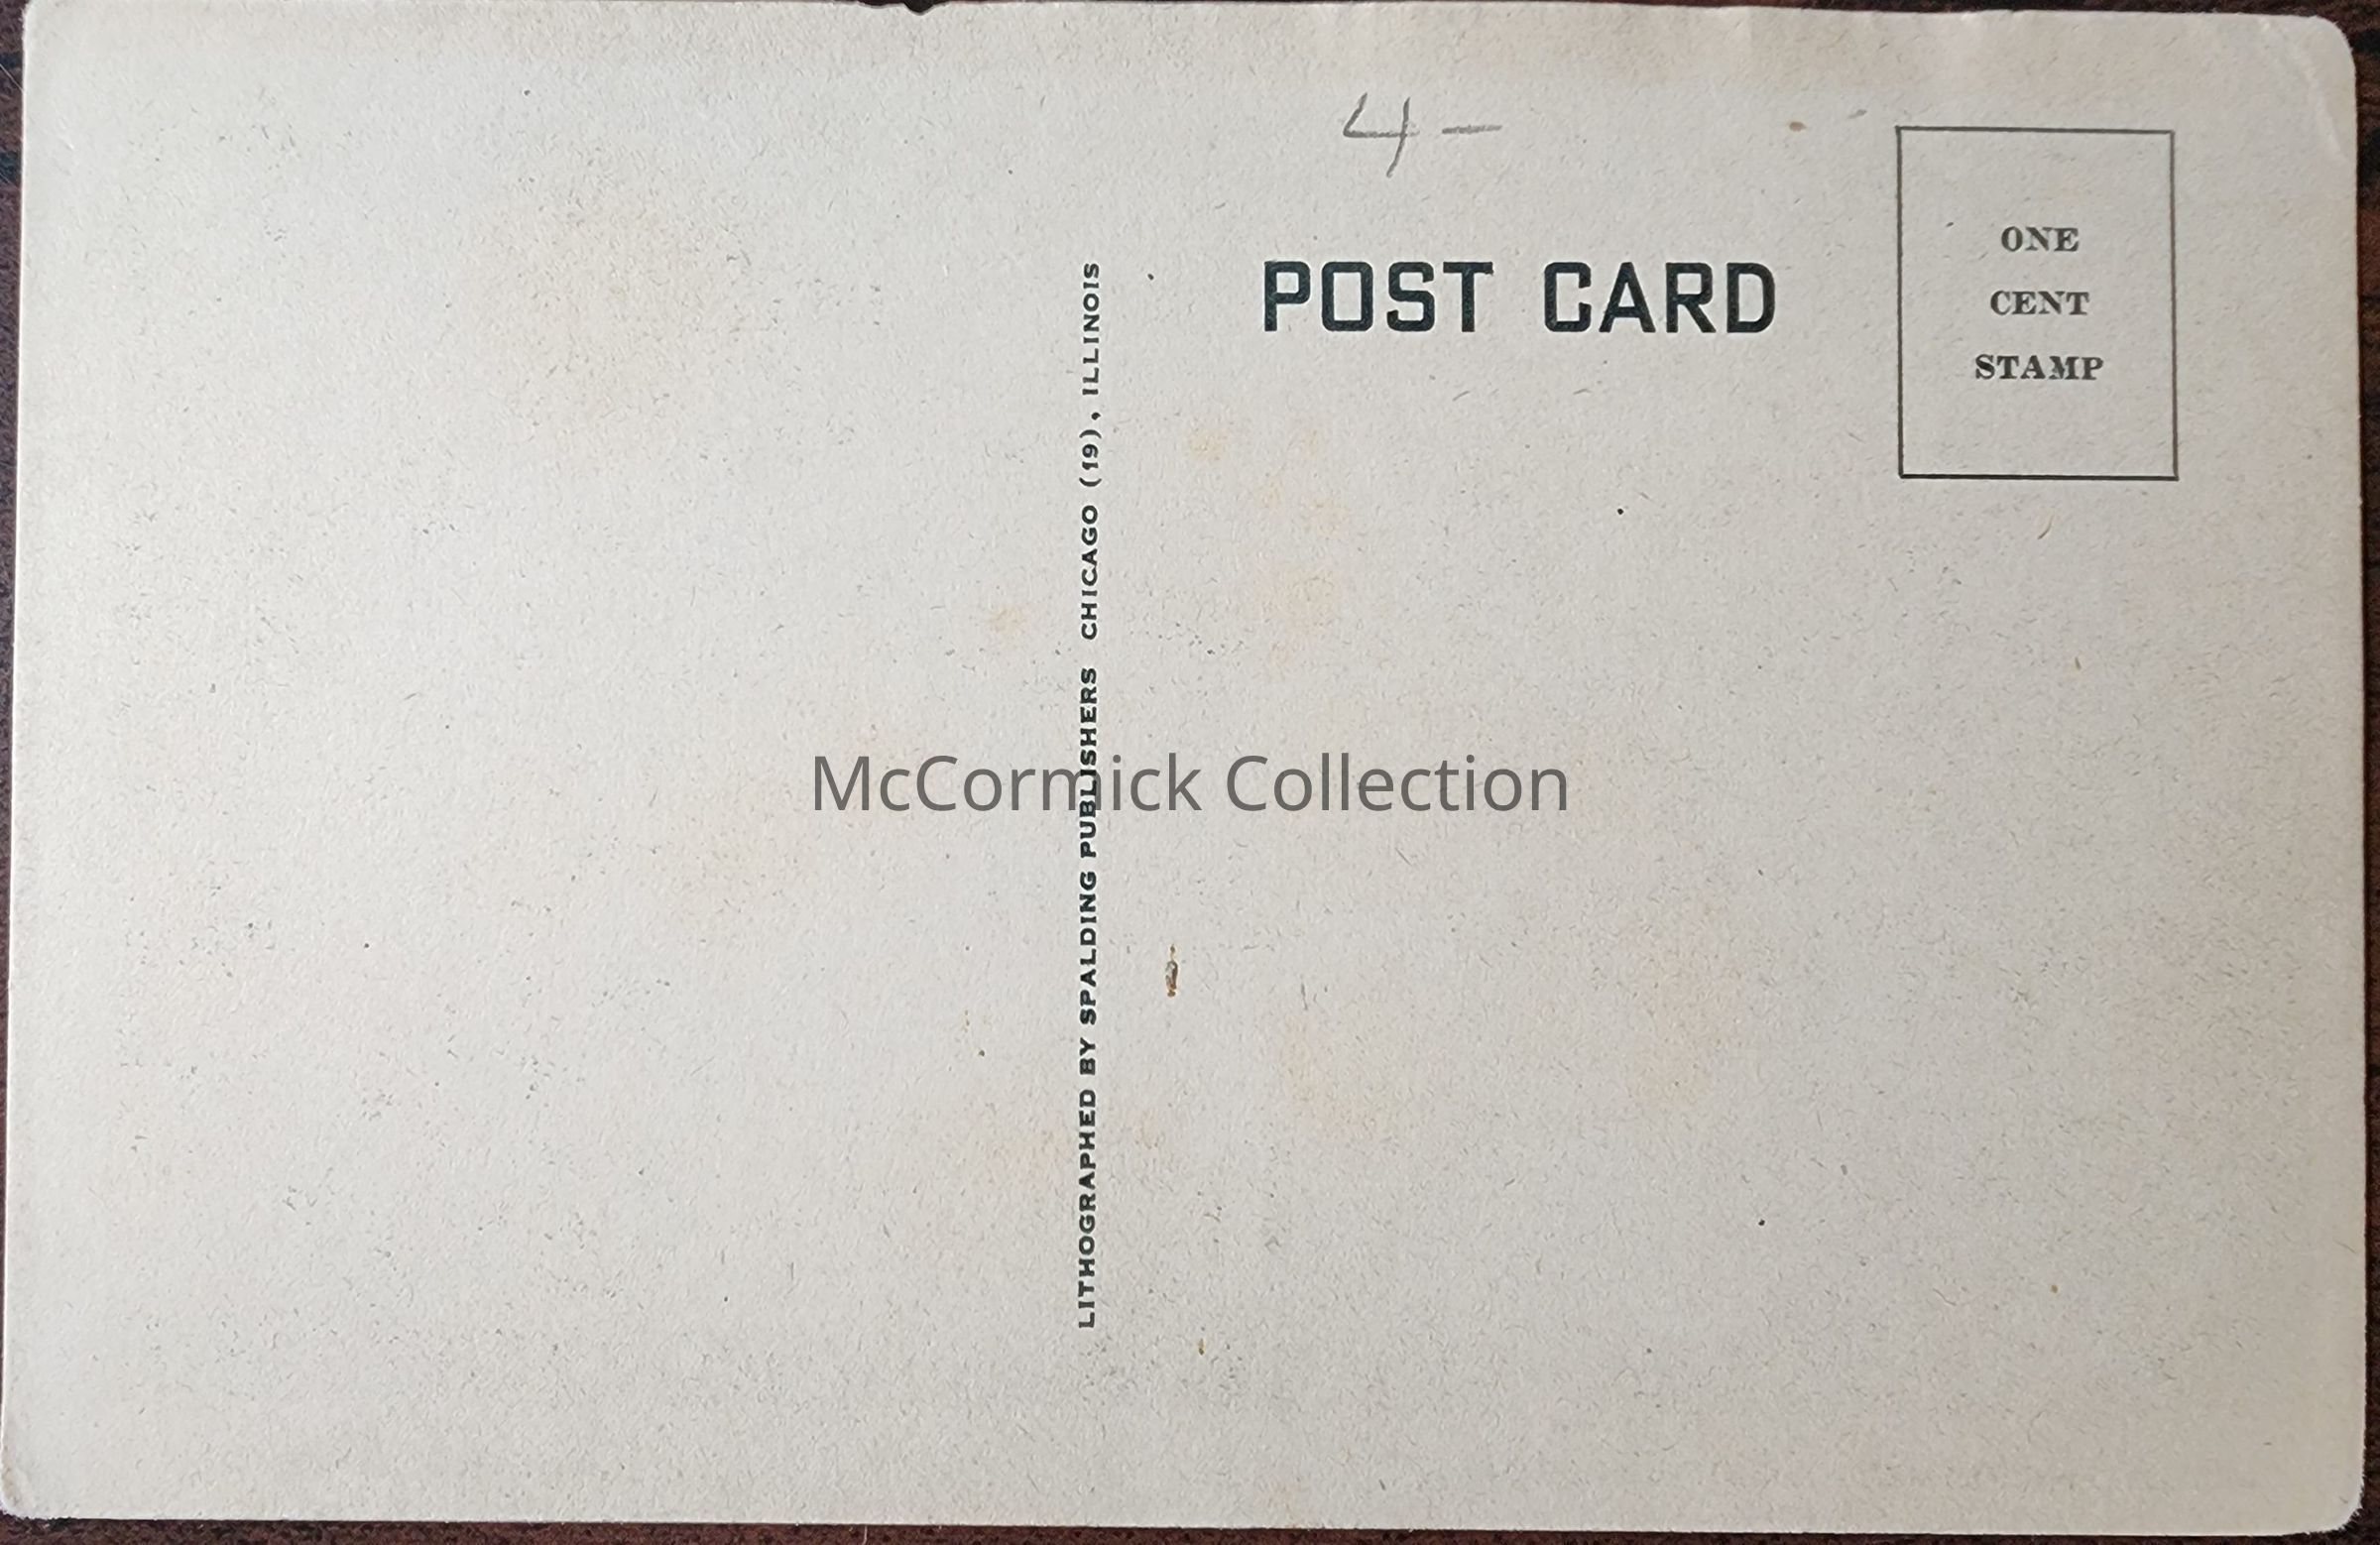 4-
POST CARD
ONE
CENT
STAMP
LITHOGRAPHED BY SPALDING PUBLISHERS CHICAGO (19), ILLINOIS
McCormick Collection